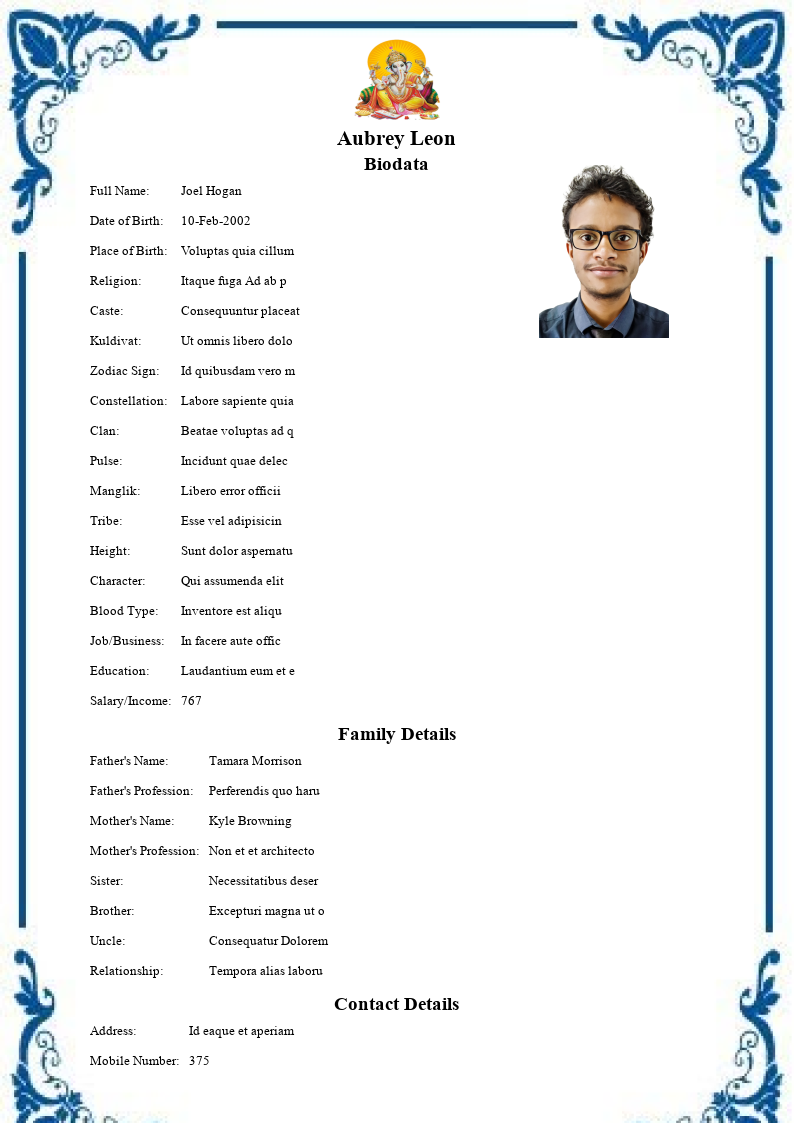 Aubrey Leon
Biodata
Full Name: Joel Hogan
Date of Birth: 10-Feb-2002
Place of Birth: Voluptas quia cillum
Religion: Itaque fuga Ad ab p
Caste: Consequuntur placeat
Kuldivat: Ut omnis libero dolo
Zodiac Sign: Id quibusdam vero m
Constellation: Labore sapiente quia
Clan: Beatae voluptas ad q
Pulse: Incidunt quae delec
Manglik: Libero error officii
Tribe: Esse vel adipisicin
Height: Sunt dolor aspernatu
Character: Qui assumenda elit
Blood Type: Inventore est aliqu
Job/Business: In facere aute offic
Education: Laudantium eum et e
Salary/Income: 767
Family Details
Father's Name: Tamara Morrison
Father's Profession: Perferendis quo haru
Mother's Name: Kyle Browning
Mother's Profession: Non et et architecto
Sister: Necessitatibus deser
Brother: Excepturi magna ut o
Uncle: Consequatur Dolorem
Relationship: Tempora alias laboru
Contact Details
Address: Id eaque et aperiam
Mobile Number: 375